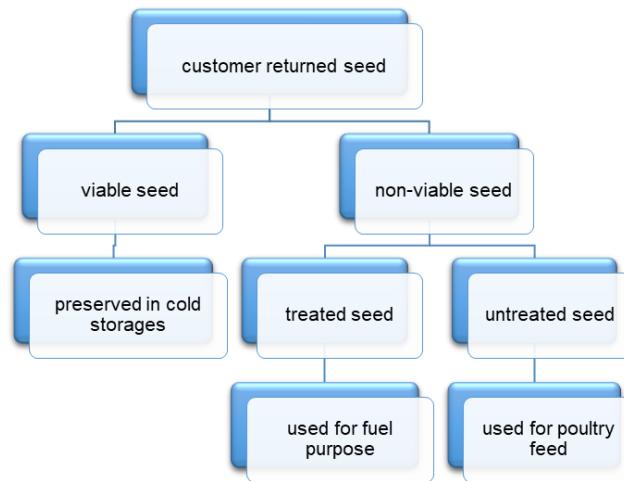 customer returned seed
viable seed
non-viable seed
preserved in cold
storages
treated seed
untreated seed
used for fuel
purpose
used for poultry
feed